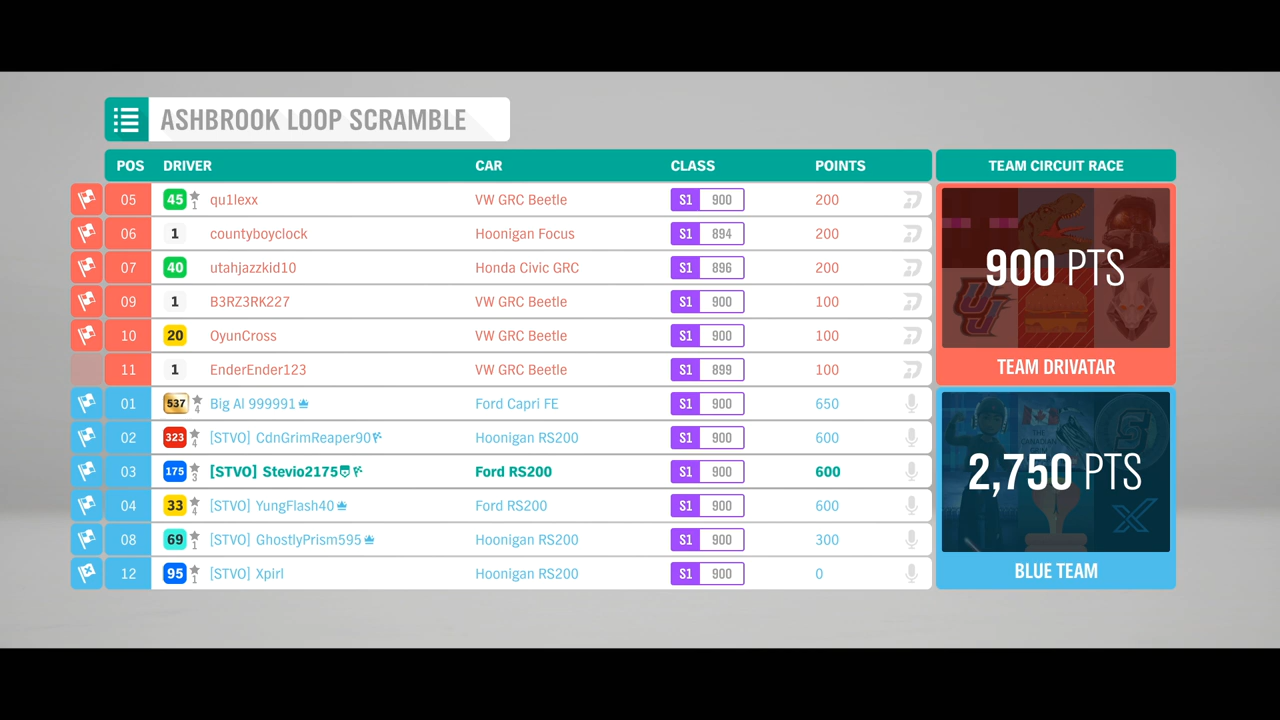 ASHBROOK LOOP SCRAMBLE
POS DRIVER CAR CLASS POINTS TEAM CIRCUIT RACE
05 45 1 qu1lexx VW GRC Beetle S1 900 200
06 1 countyboyclock Hoonigan Focus S1 894 200
07 40 utahjazzkid10 Honda Civic GRC S1 896 200
09 1 B3RZ3RK227 VW GRC Beetle S1 900 100
10 20 OyunCross VW GRC Beetle S1 900 100
11 1 EnderEnder123 VW GRC Beetle S1 899 100
900 PTS
TEAM DRIVATAR
01 537 4 Big Al 999991 Ford Capri FE S1 900 650
02 323 4 [STVO] CdnGrimReaper90 Hoonigan RS200 S1 900 600
03 175 3 [STVO] Stevio2175 Ford RS200 S1 900 600
04 33 4 [STVO] YungFlash40 Ford RS200 S1 900 600
08 69 1 [STVO] GhostlyPrism595 Hoonigan RS200 S1 900 300
12 95 1 [STVO] Xpirl Hoonigan RS200 S1 900 0
2,750 PTS
BLUE TEAM